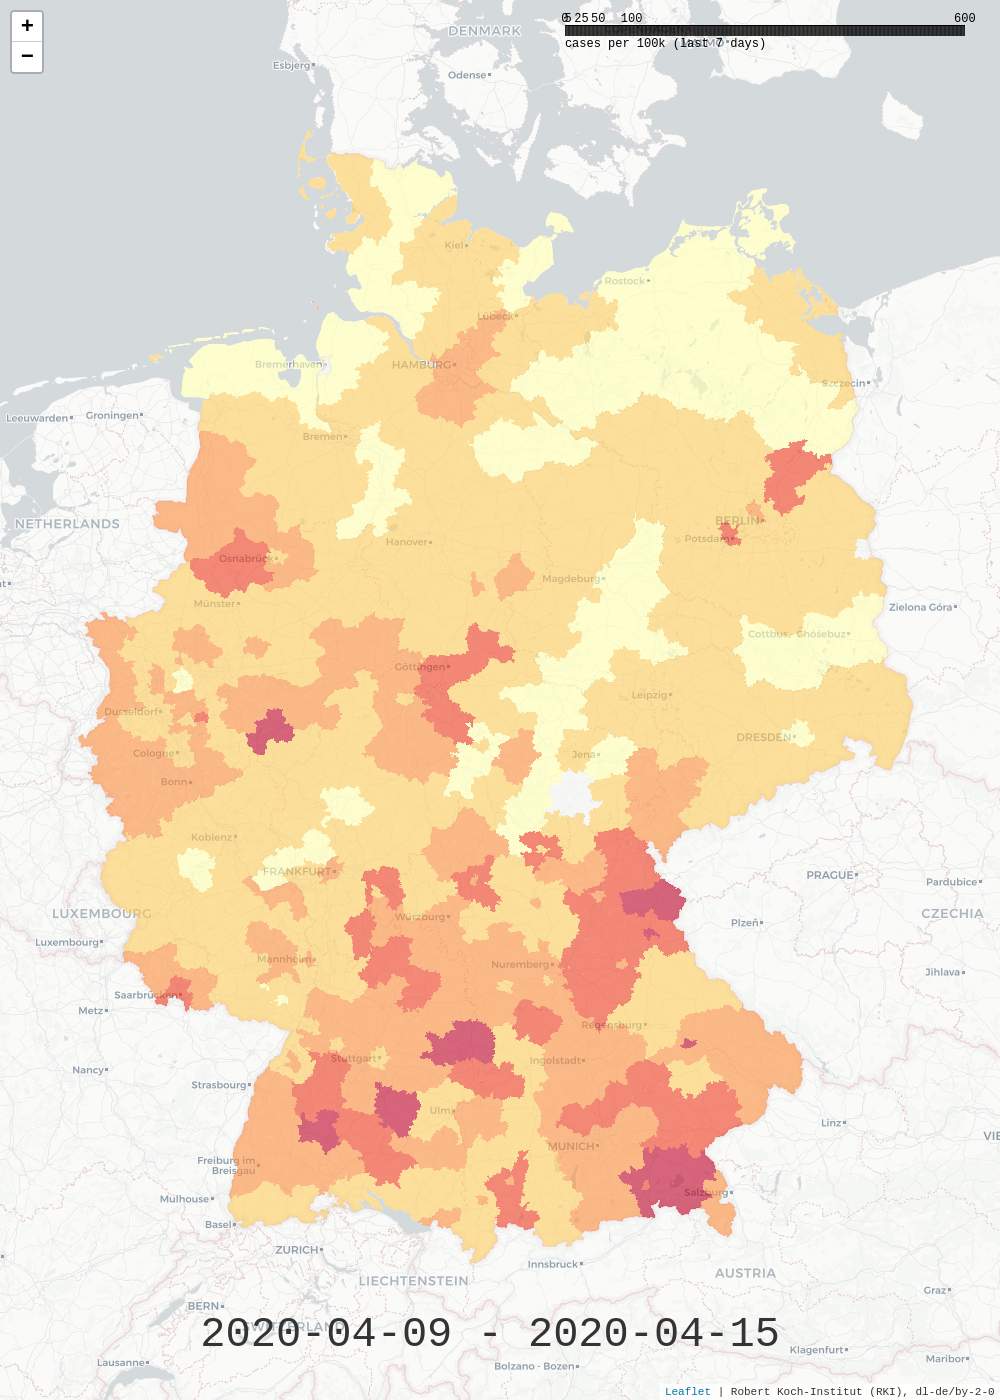 +
−
0 5 25 50 100 600
cases per 100k (last 7 days)
DENMARK
Esbjerg
Odense
Kiel
Rostock
Lübeck
Bremerhaven
HAMBURG
Szczecin
Leeuwarden
Groningen
Bremen
NETHERLANDS
BERLIN
Potsdam
Hanover
Osnabrück
Magdeburg
Münster
Zielona Góra
Cottbus - Chóśebuz
Göttingen
Leipzig
Dusseldorf
DRESDEN
Cologne
Jena
Bonn
Koblenz
FRANKFURT
PRAGUE
Pardubice
LUXEMBOURG
Würzburg
CZECHIA
Plzeň
Luxembourg
Mannheim
Nuremberg
Jihlava
Saarbrücken
Metz
Regensburg
Stuttgart
Ingolstadt
Nancy
Strasbourg
Ulm
Linz
VIE
MUNICH
Freiburg im
Breisgau
Salzburg
Mulhouse
Basel
ZURICH
Innsbruck
AUSTRIA
LIECHTENSTEIN
Graz
BERN
SWITZERLAND
2020-04-09 - 2020-04-15
Klagenfurt
Lausanne
Bolzano - Bozen
Maribor
Leaflet | Robert Koch-Institut (RKI), dl-de/by-2-0